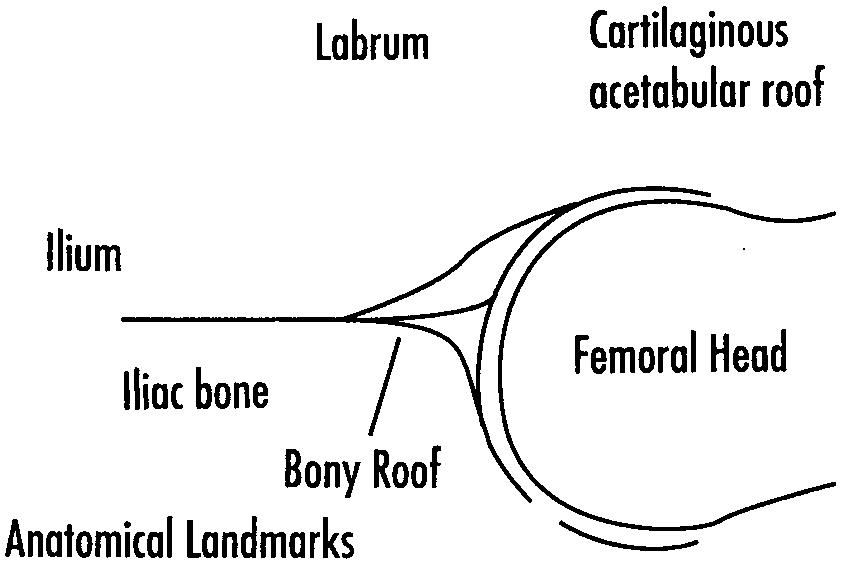 Labrum
Cartilaginous
acetabular roof
Ilium
Femoral Head
Iliac bone
Bony Roof
Anatomical Landmarks